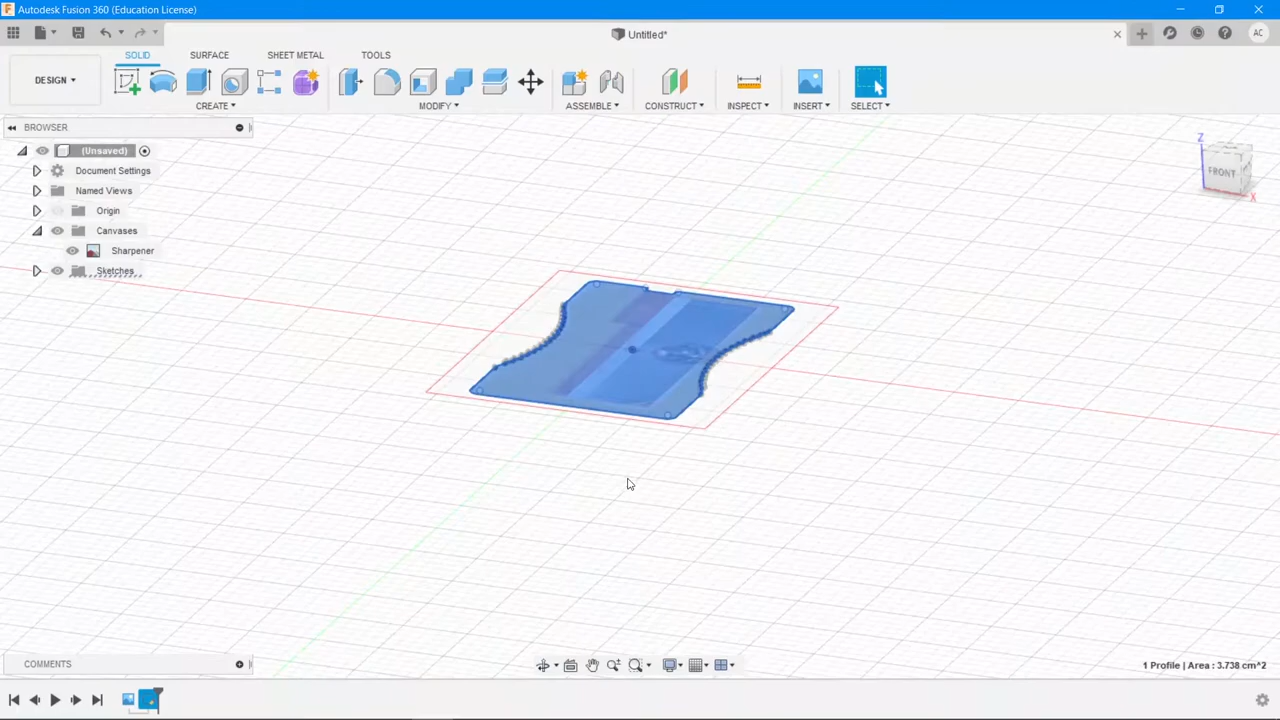 Autodesk Fusion 360 (Education License)
Untitled*
AC
DESIGN
SOLID
SURFACE
SHEET METAL
TOOLS
CREATE
MODIFY
ASSEMBLE
CONSTRUCT
INSPECT
INSERT
SELECT
BROWSER
(Unsaved)
Document Settings
Named Views
Origin
Canvases
Sharpener
Sketches
Z
FRONT
X
COMMENTS
1 Profile | Area : 3.738 cm^2